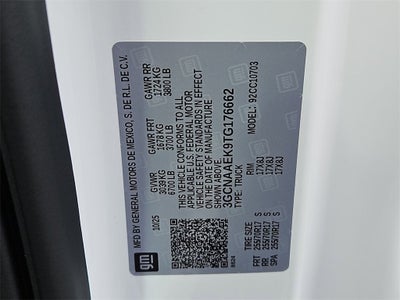 gm
MFD BY GENERAL MOTORS DE MEXICO, S. DE R.L. DE C.V.
10/25
GVWR
3039 KG
6700 LB
GAWR FRT
1678 KG
3700 LB
GAWR RR
1724 KG
3800 LB
THIS VEHICLE CONFORMS TO ALL
APPLICABLE U.S. FEDERAL MOTOR
VEHICLE SAFETY STANDARDS IN EFFECT
ON THE DATE OF MANUFACTURE
SHOWN ABOVE.
3GCNAAEK9TG176662
TYPE: TRUCK
92CC10703
TIRE SIZE
RIM
FRT 255/70R17 S 17X8J
RR 255/70R17 S 17X8J
255/70R17 S 17X8J